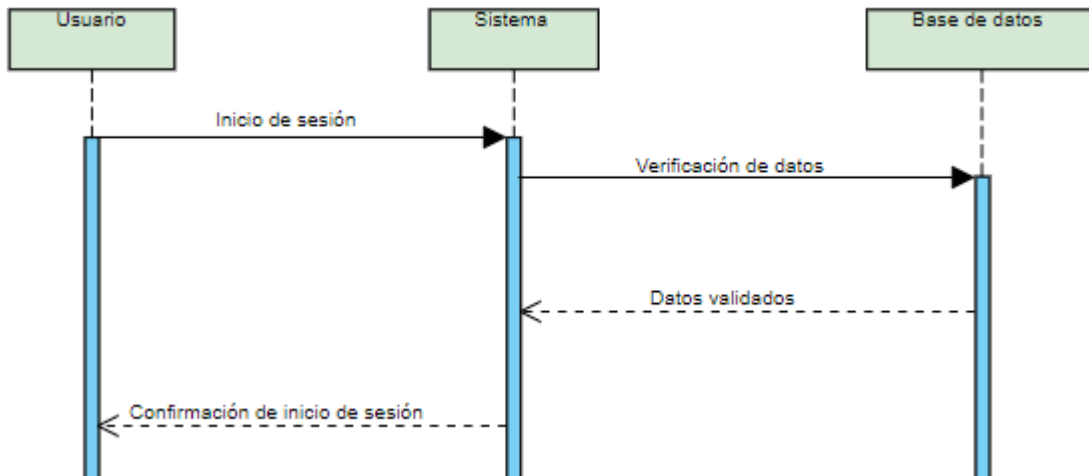 Usuario
Sistema
Base de datos
Inicio de sesión
Verificación de datos
Datos validados
Confirmación de inicio de sesión